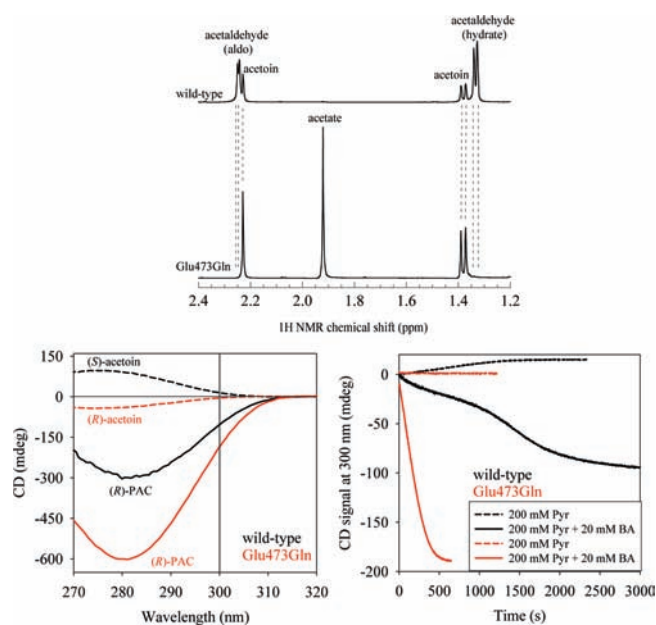 acetaldehyde
(aldo)
acetoin
wild-type
acetaldehyde
(hydrate)
acetoin
acetate
Glu473Gln
2.4 2.2 2.0 1.8 1.6 1.4 1.2
1H NMR chemical shift (ppm)
150
0
-150
-300
-450
-600
CD (mdeg)
(S)-acetoin
(R)-acetoin
(R)-PAC
(R)-PAC
wild-type
Glu473Gln
270 280 290 300 310 320
Wavelength (nm)
0
-50
-100
-150
-200
CD signal at 300 nm (mdeg)
wild-type
Glu473Gln
200 mM Pyr
200 mM Pyr + 20 mM BA
200 mM Pyr
200 mM Pyr + 20 mM BA
0 500 1000 1500 2000 2500 3000
Time (s)